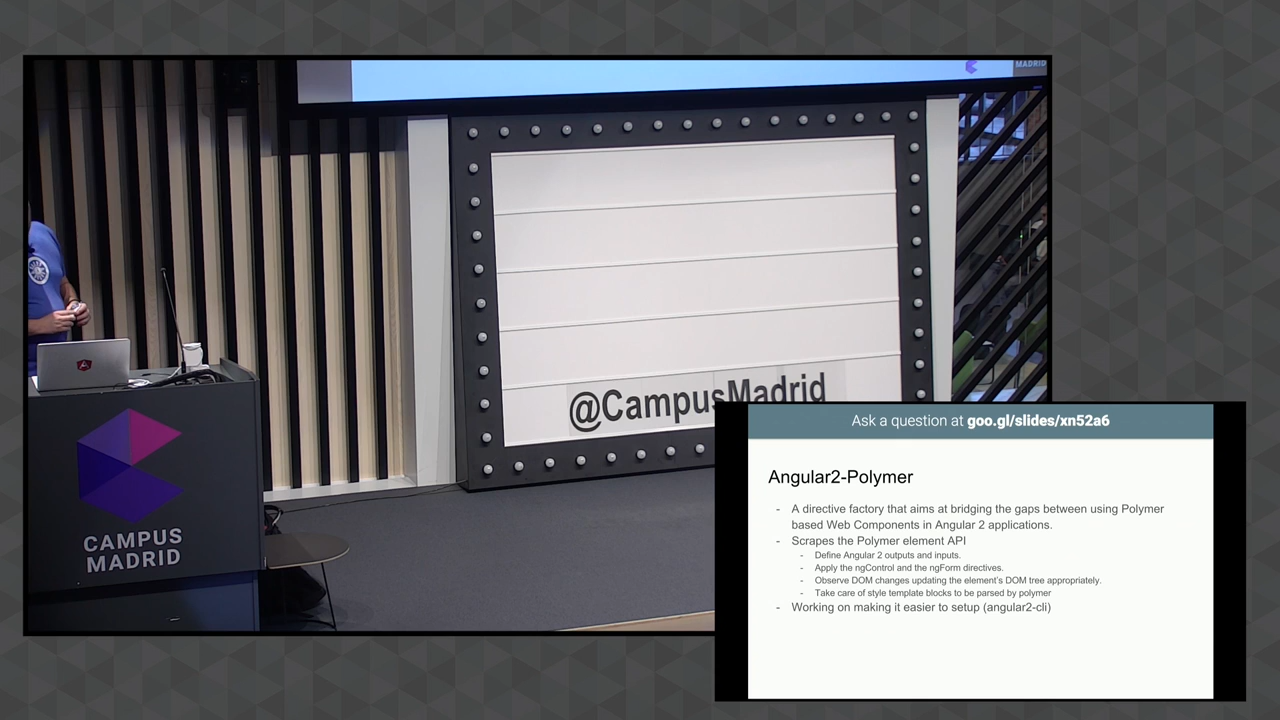 MADRID
@CampusMadrid
CAMPUS
MADRID
Ask a question at goo.gl/slides/xn52a6
Angular2-Polymer
- A directive factory that aims at bridging the gaps between using Polymer
based Web Components in Angular 2 applications.
- Scrapes the Polymer element API
- Define Angular 2 outputs and inputs.
- Apply the ngControl and the ngForm directives.
- Observe DOM changes updating the element's DOM tree appropriately.
- Take care of style template blocks to be parsed by polymer
- Working on making it easier to setup (angular2-cli)